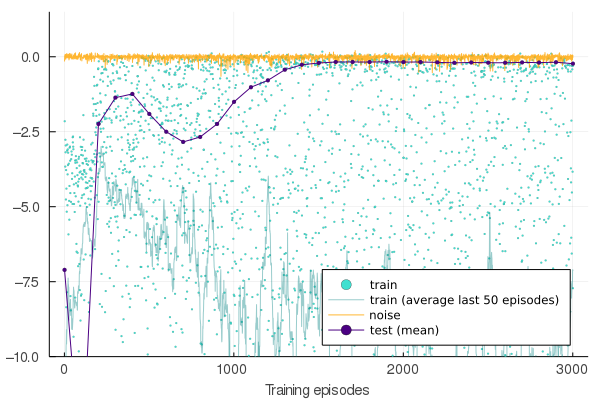 0.0
−2.5
−5.0
−7.5
−10.0
0
1000
2000
3000
Training episodes
train
train (average last 50 episodes)
noise
test (mean)